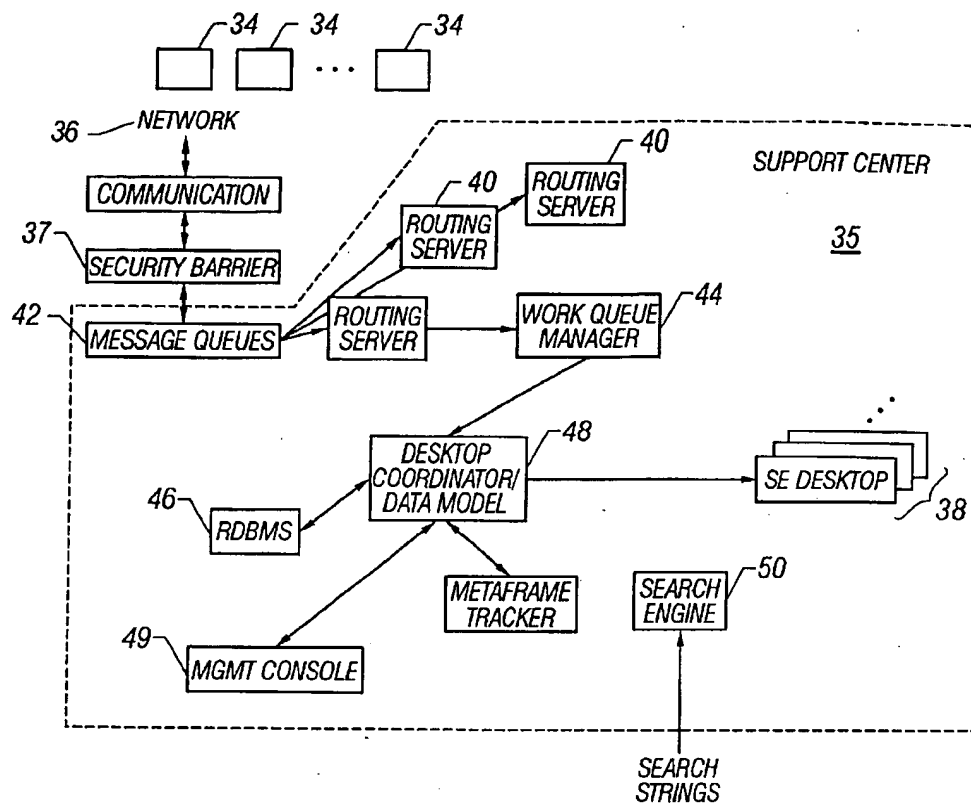 34 34 34
36 NETWORK
COMMUNICATION
37
SECURITY BARRIER
42
MESSAGE QUEUES
SUPPORT CENTER
35
40
ROUTING
SERVER
40
ROUTING
SERVER
ROUTING
SERVER
44
WORK QUEUE
MANAGER
48
DESKTOP
COORDINATOR/
DATA MODEL
SE DESKTOP
38
46
RDBMS
METAFRAME
TRACKER
50
SEARCH
ENGINE
49
MGMT CONSOLE
SEARCH
STRINGS